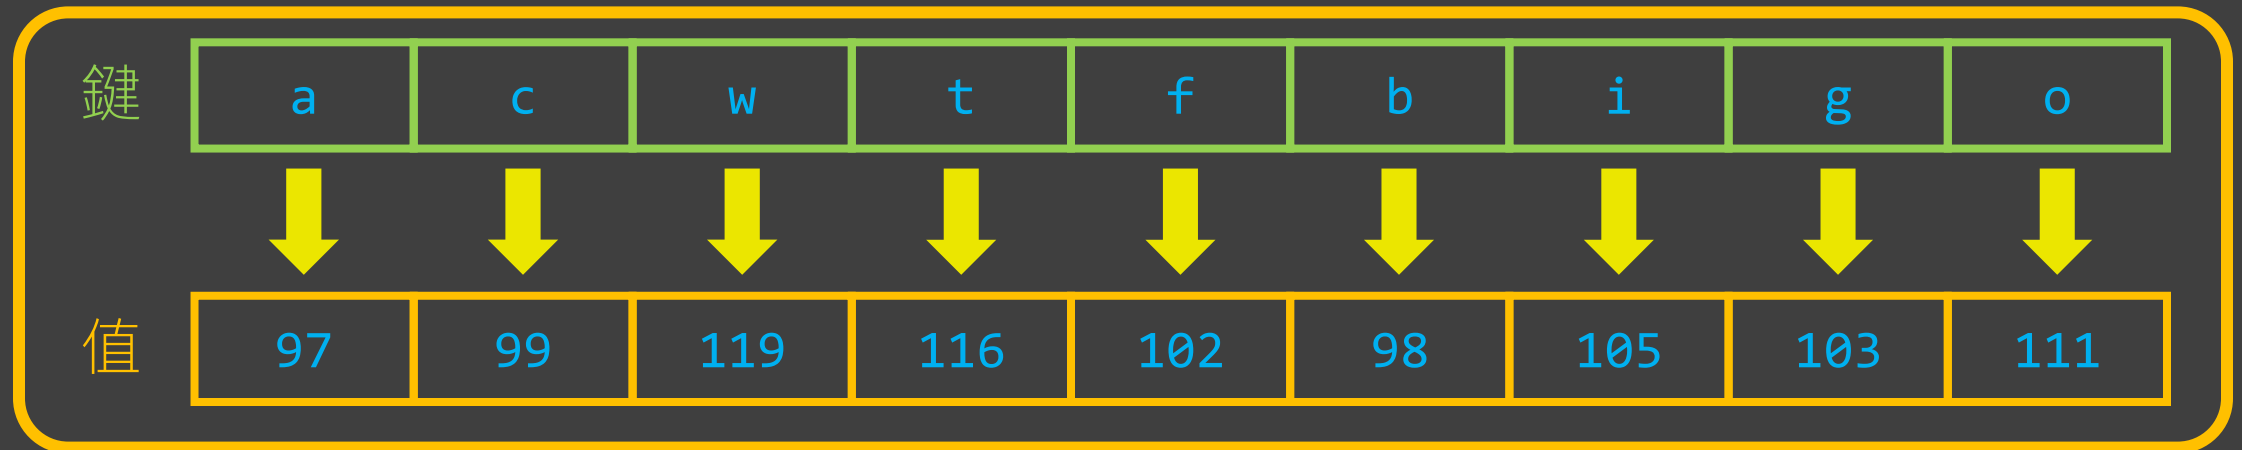 鍵 a c w t f b i g o
值 97 99 119 116 102 98 105 103 111